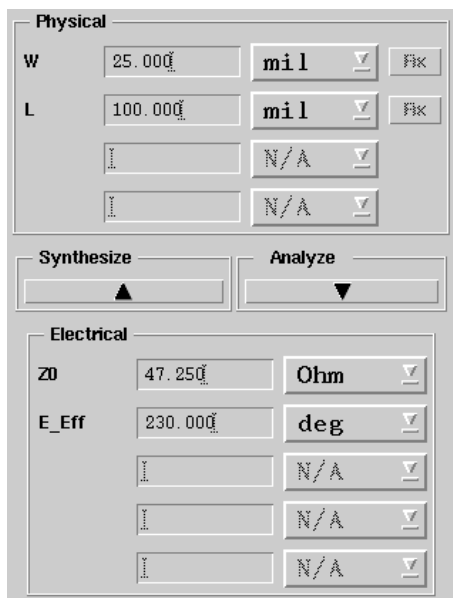 Physical
W 25.000 mil Fix
L 100.000 mil Fix
N/A
N/A
Synthesize Analyze
Electrical
Z0 47.250 Ohm
E_Eff 230.000 deg
N/A
N/A
N/A